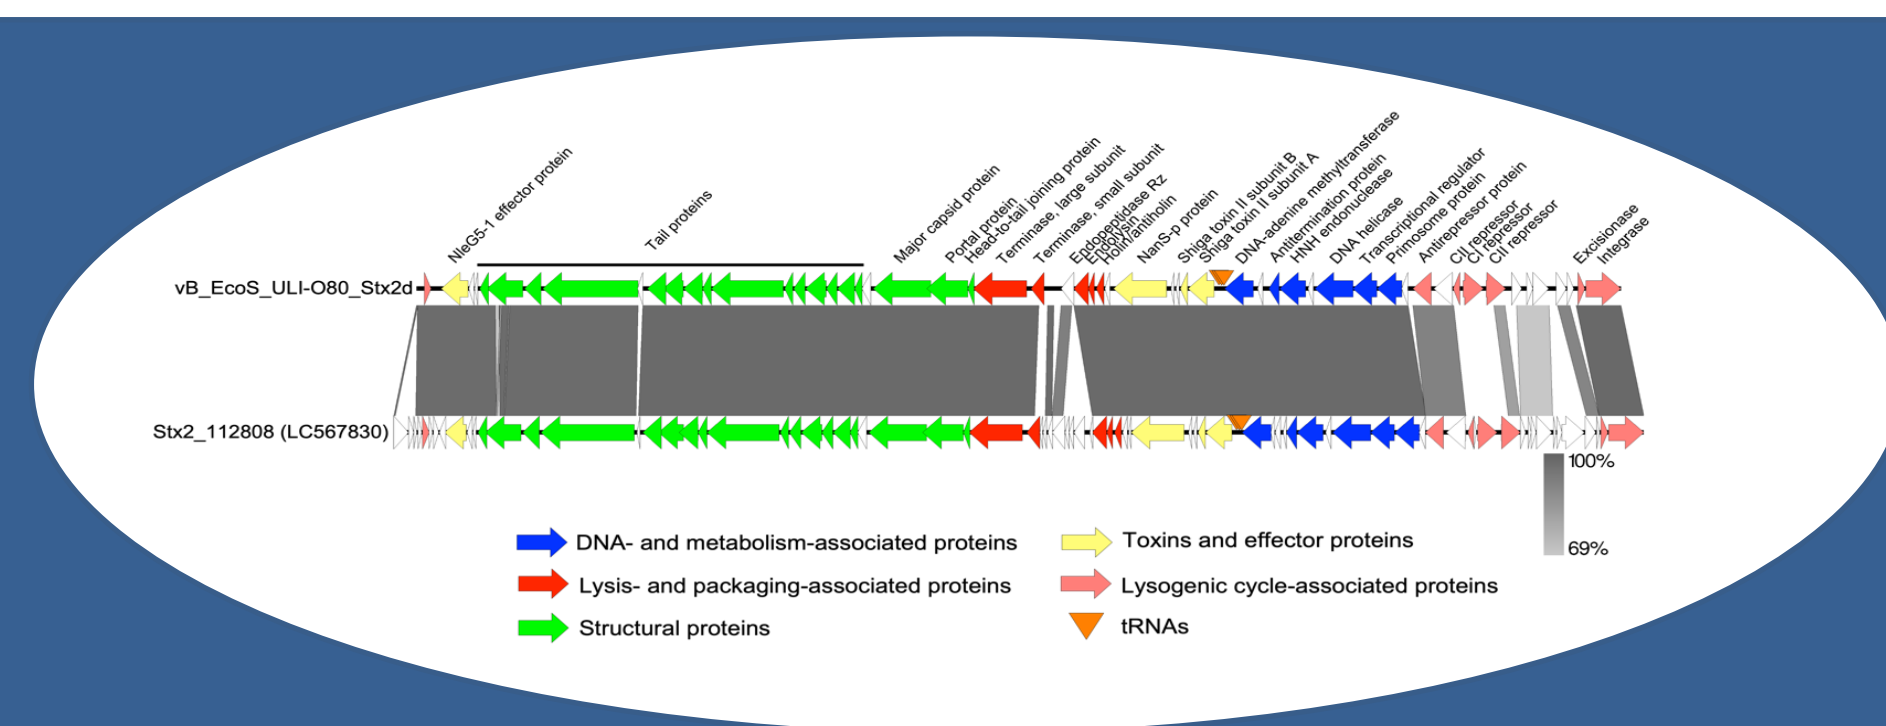 NleG5-1 effector protein
Tail proteins
Major capsid protein
Portal protein
Head-to-tail joining protein
Terminase, large subunit
Terminase, small subunit
Endopeptidase Rz
Endolysin
Holin/antiholin
NanS-p protein
Shiga toxin II subunit B
Shiga toxin II subunit A
DNA-adenine methyltransferase
Antitermination protein
HNH endonuclease
DNA helicase
Transcriptional regulator
Primosome protein
Antirepressor protein
CIII repressor
CI repressor
CII repressor
Excisionase
Integrase
vB_EcoS_ULI-O80_Stx2d
Stx2_112808 (LC567830)
100%
69%
DNA- and metabolism-associated proteins
Lysis- and packaging-associated proteins
Structural proteins
Toxins and effector proteins
Lysogenic cycle-associated proteins
tRNAs